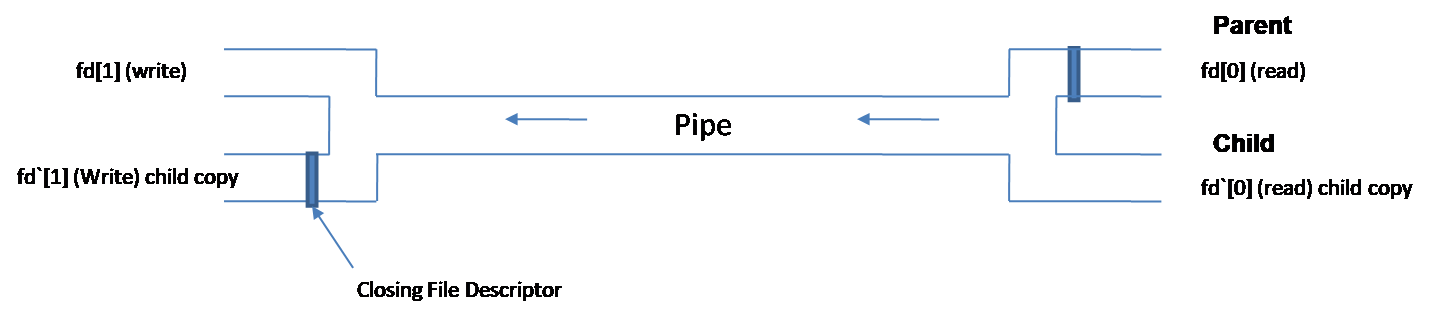 Parent
fd[1] (write)
fd[0] (read)
Pipe
Child
fd`[1] (Write) child copy
fd`[0] (read) child copy
Closing File Descriptor